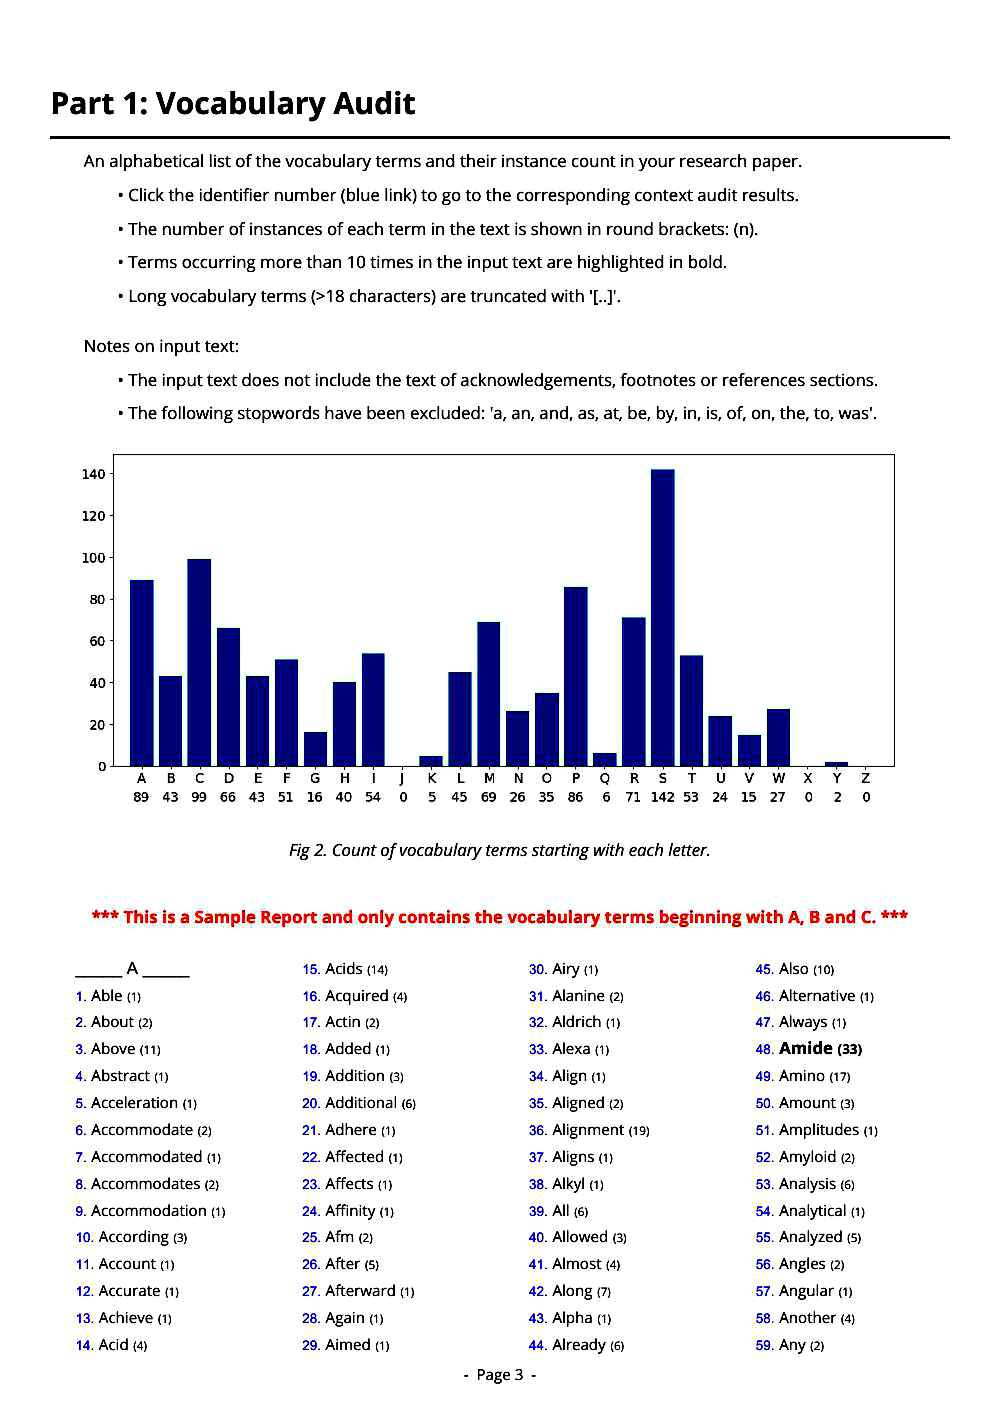 Part 1: Vocabulary Audit
An alphabetical list of the vocabulary terms and their instance count in your research paper.
• Click the identifier number (blue link) to go to the corresponding context audit results.
• The number of instances of each term in the text is shown in round brackets: (n).
• Terms occurring more than 10 times in the input text are highlighted in bold.
• Long vocabulary terms (>18 characters) are truncated with '[..]'.
Notes on input text:
• The input text does not include the text of acknowledgements, footnotes or references sections.
• The following stopwords have been excluded: 'a, an, and, as, at, be, by, in, is, of, on, the, to, was'.
140
120
100
80
60
40
20
0
A B C D E F G H I J K L M N O P Q R S T U V W X Y Z
89 43 99 66 43 51 16 40 54 0 5 45 69 26 35 86 6 71 142 53 24 15 27 0 2 0
Fig 2. Count of vocabulary terms starting with each letter.
*** This is a Sample Report and only contains the vocabulary terms beginning with A, B and C. ***
______ A ______
1. Able (1)
2. About (2)
3. Above (11)
4. Abstract (1)
5. Acceleration (1)
6. Accommodate (2)
7. Accommodated (1)
8. Accommodates (2)
9. Accommodation (1)
10. According (3)
11. Account (1)
12. Accurate (1)
13. Achieve (1)
14. Acid (4)
15. Acids (14)
16. Acquired (4)
17. Actin (2)
18. Added (1)
19. Addition (3)
20. Additional (6)
21. Adhere (1)
22. Affected (1)
23. Affects (1)
24. Affinity (1)
25. Afm (2)
26. After (5)
27. Afterward (1)
28. Again (1)
29. Aimed (1)
30. Airy (1)
31. Alanine (2)
32. Aldrich (1)
33. Alexa (1)
34. Align (1)
35. Aligned (2)
36. Alignment (19)
37. Aligns (1)
38. Alkyl (1)
39. All (6)
40. Allowed (3)
41. Almost (4)
42. Along (7)
43. Alpha (1)
44. Already (6)
45. Also (10)
46. Alternative (1)
47. Always (1)
48. Amide (33)
49. Amino (17)
50. Amount (3)
51. Amplitudes (1)
52. Amyloid (2)
53. Analysis (6)
54. Analytical (1)
55. Analyzed (5)
56. Angles (2)
57. Angular (1)
58. Another (4)
59. Any (2)
- Page 3 -